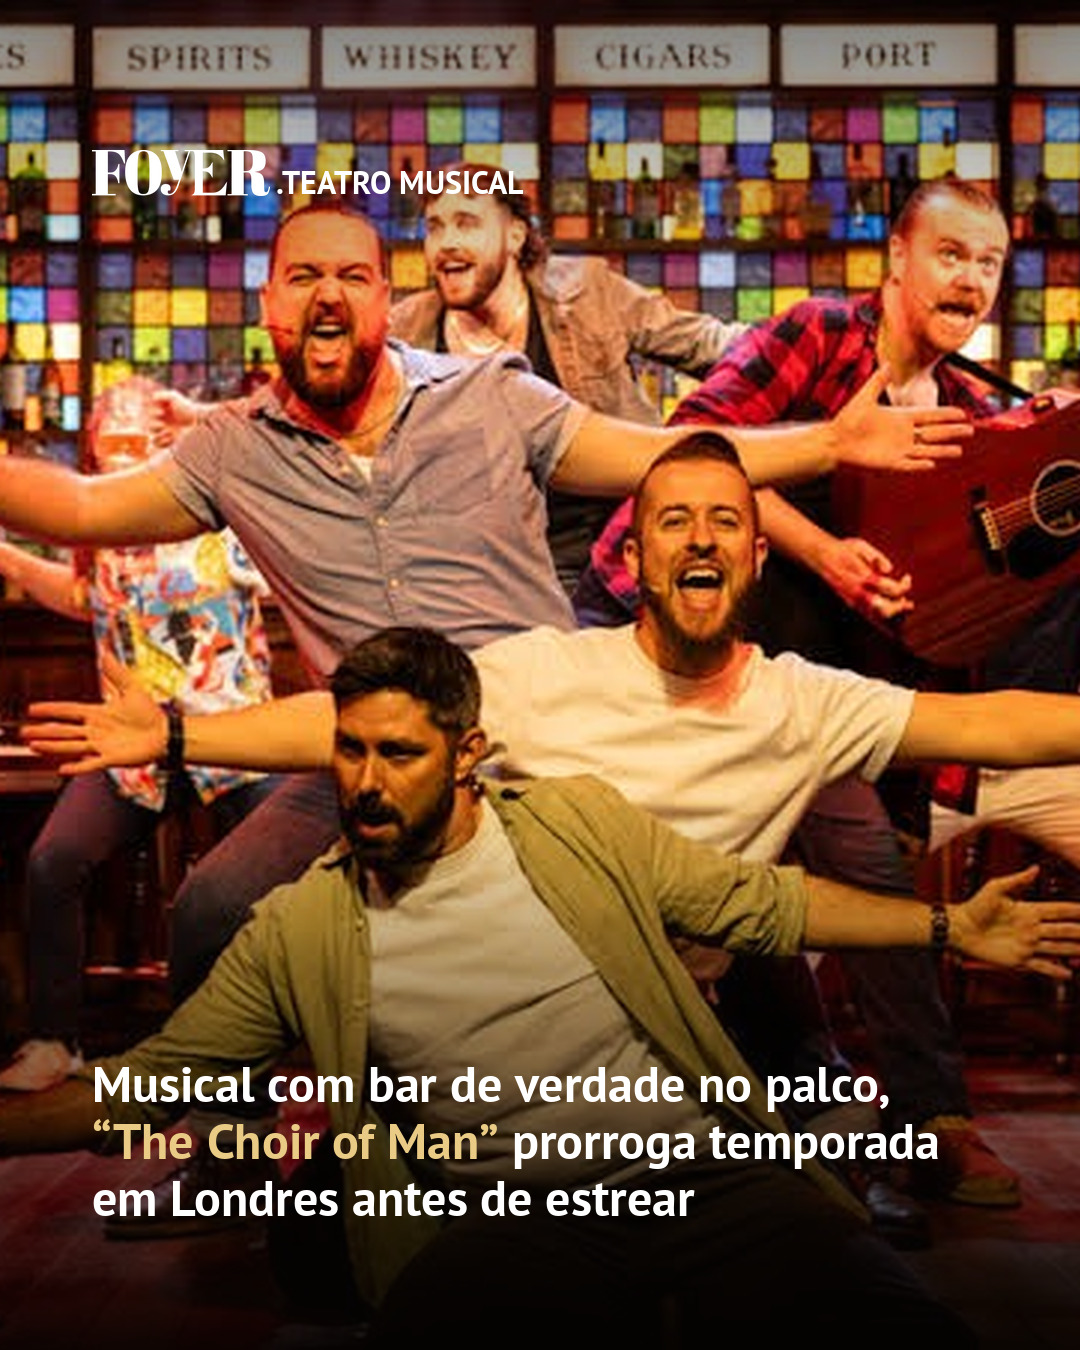 S
SPIRITS
WHISKEY
CIGARS
PORT
FOYER .TEATRO MUSICAL
Musical com bar de verdade no palco,
“The Choir of Man” prorroga temporada
em Londres antes de estrear